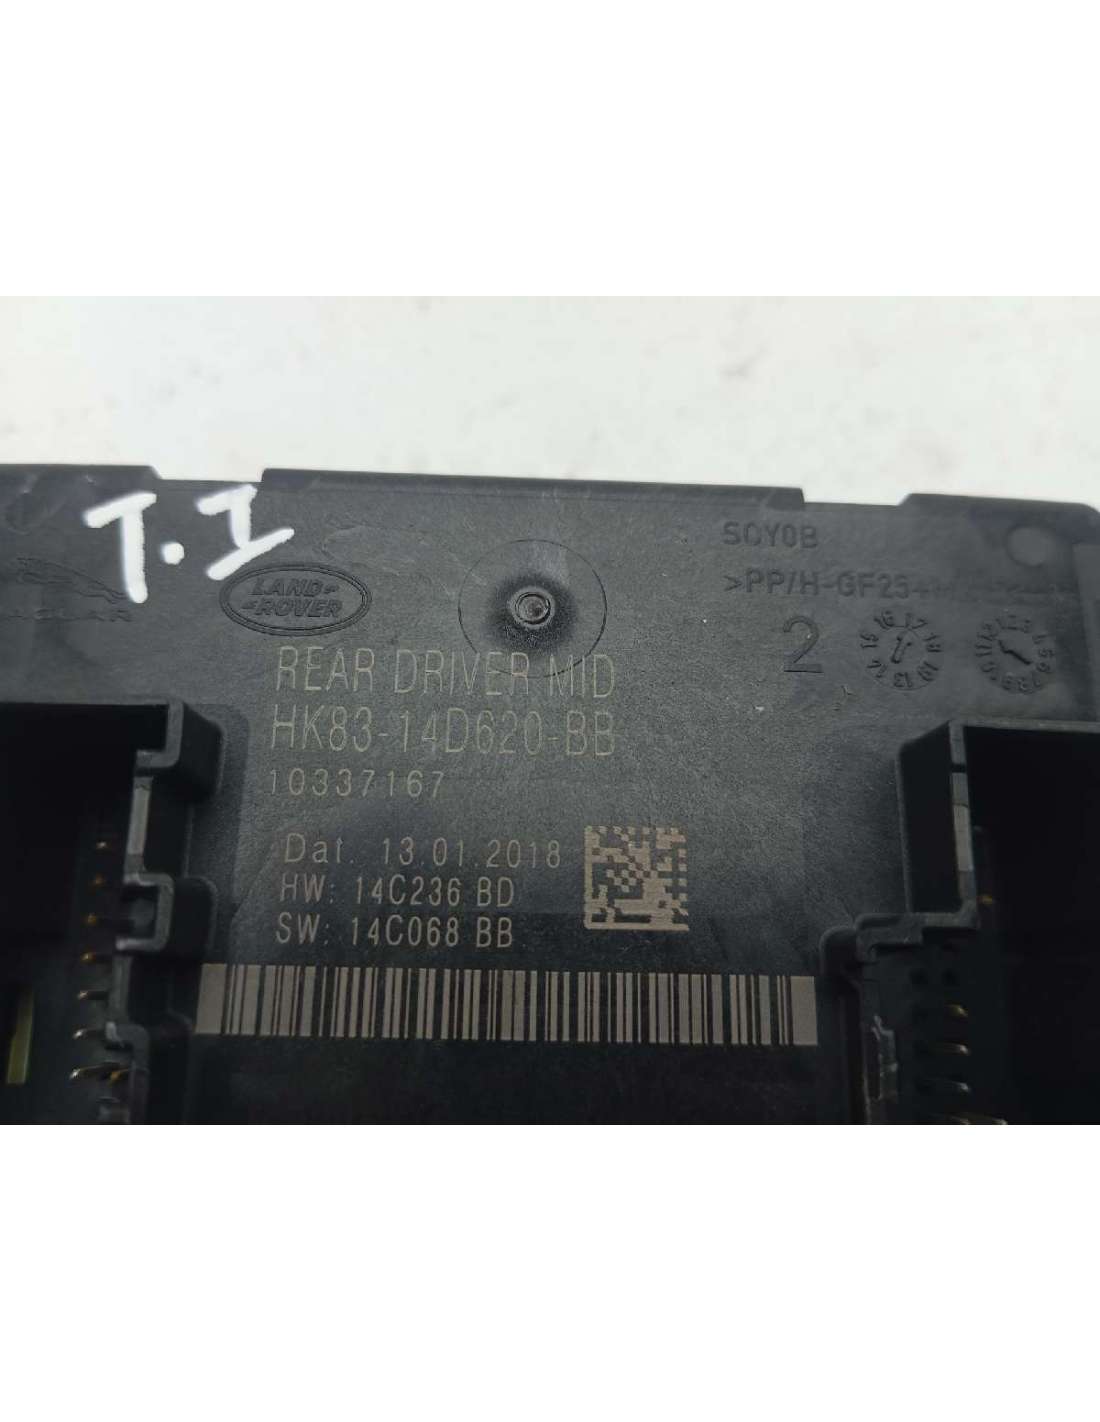 T.I
JAGUAR
LAND-
-ROVER
SCY0B
>PP/H-GF25+
2
REAR DRIVER MID
HK83-14D620-BB
10337167
Dat. 13.01.2018
HW: 14C236 BD
SW: 14C068 BB